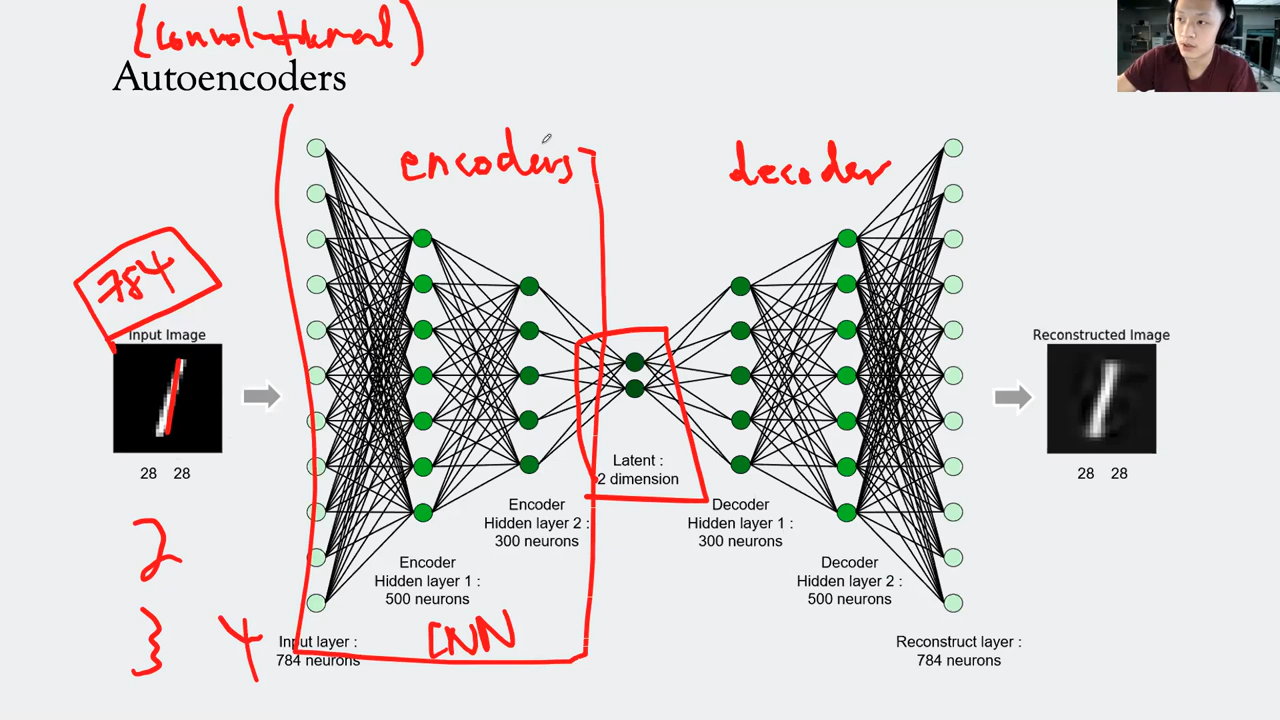 (convolutional)
Autoencoders
encoders
decoder
784
Input Image
28 28
2
3
4
Input layer :
784 neurons
CNN
Encoder
Hidden layer 1 :
500 neurons
Encoder
Hidden layer 2 :
300 neurons
Latent :
2 dimension
Decoder
Hidden layer 1 :
300 neurons
Decoder
Hidden layer 2 :
500 neurons
Reconstruct layer :
784 neurons
Reconstructed Image
28 28